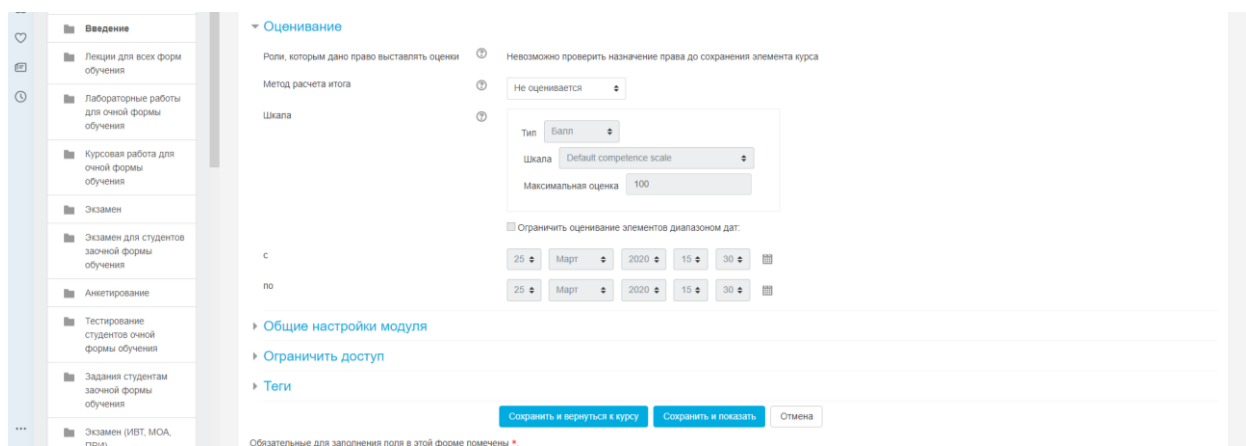 Введение
Лекции для всех форм
обучения
Лабораторные работы
для очной формы
обучения
Курсовая работа для
очной формы
обучения
Экзамен
Экзамен для студентов
заочной формы
обучения
Анкетирование
Тестирование
студентов очной
формы обучения
Задания студентам
заочной формы
обучения
Экзамен (ИВТ, МОА,
ПРИ)
Оценивание
Роли, которым дано право выставлять оценки
Невозможно проверить назначение права до сохранения элемента курса
Метод расчета итога
Не оценивается
Шкала
Тип Балл
Шкала Default competence scale
Максимальная оценка 100
Ограничить оценивание элементов диапазоном дат:
с 25 Март 2020 15 30
по 25 Март 2020 15 30
Общие настройки модуля
Ограничить доступ
Теги
Сохранить и вернуться к курсу Сохранить и показать Отмена
Обязательные для заполнения поля в этой форме помечены *.